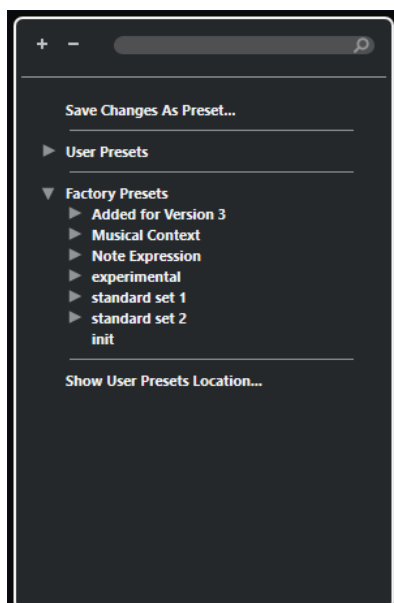 Save Changes As Preset...
User Presets
Factory Presets
Added for Version 3
Musical Context
Note Expression
experimental
standard set 1
standard set 2
init
Show User Presets Location...